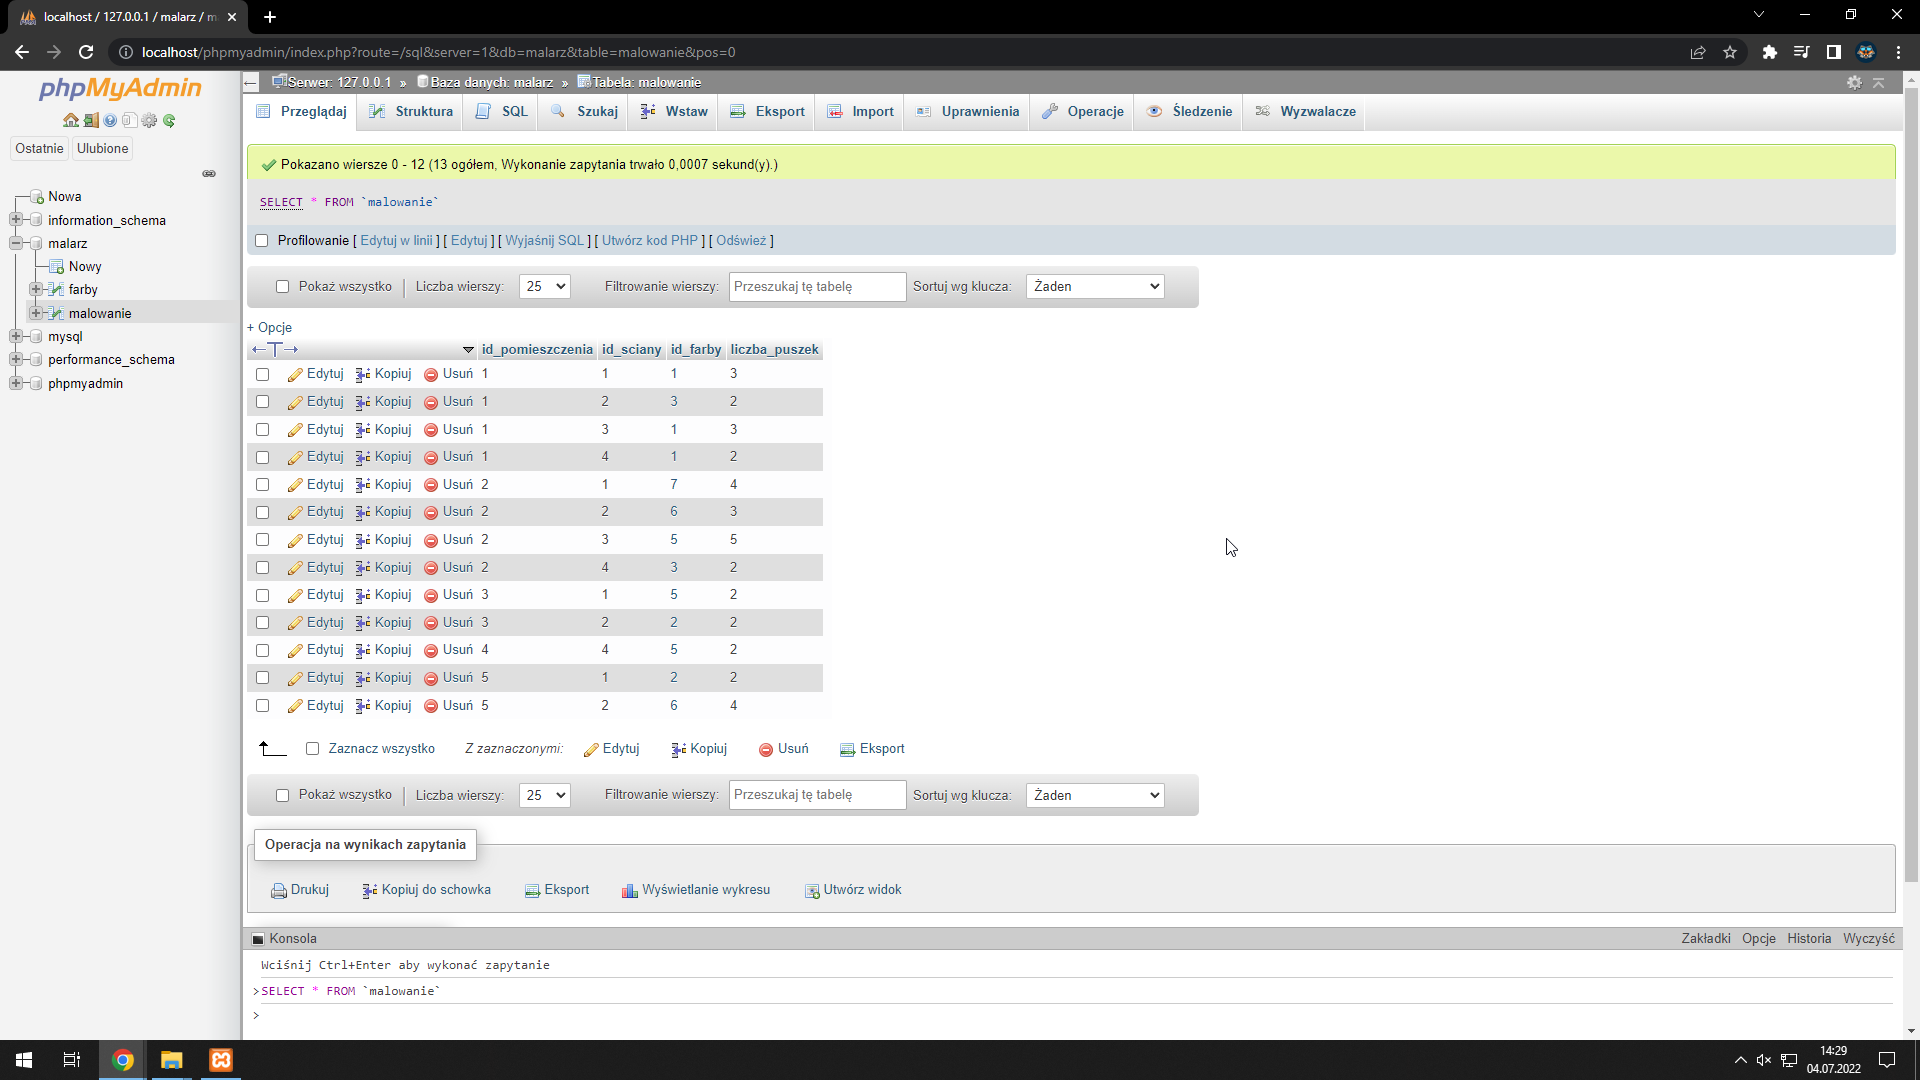 localhost / 127.0.0.1 / malarz / m
localhost/phpmyadmin/index.php?route=/sql&server=1&db=malarz&table=malowanie&pos=0
phpMyAdmin
Ostatnie Ulubione
Nowa
information_schema
malarz
Nowy
farby
malowanie
mysql
performance_schema
phpmyadmin
Serwer: 127.0.0.1 » Baza danych: malarz » Tabela: malowanie
Przeglądaj Struktura SQL Szukaj Wstaw Eksport Import Uprawnienia Operacje Śledzenie Wyzwalacze
Pokazano wiersze 0 - 12 (13 ogółem, Wykonanie zapytania trwało 0,0007 sekund(y).)
SELECT * FROM `malowanie`
Profilowanie [ Edytuj w linii ] [ Edytuj ] [ Wyjaśnij SQL ] [ Utwórz kod PHP ] [ Odśwież ]
Pokaż wszystko | Liczba wierszy: 25 Filtrowanie wierszy: Przeszukaj tę tabelę Sortuj wg klucza: Żaden
+ Opcje
←T→ id_pomieszczenia id_sciany id_farby liczba_puszek
Edytuj Kopiuj Usuń 1 1 1 3
Edytuj Kopiuj Usuń 1 2 3 2
Edytuj Kopiuj Usuń 1 3 1 3
Edytuj Kopiuj Usuń 1 4 1 2
Edytuj Kopiuj Usuń 2 1 7 4
Edytuj Kopiuj Usuń 2 2 6 3
Edytuj Kopiuj Usuń 2 3 5 5
Edytuj Kopiuj Usuń 2 4 3 2
Edytuj Kopiuj Usuń 3 1 5 2
Edytuj Kopiuj Usuń 3 2 2 2
Edytuj Kopiuj Usuń 4 4 5 2
Edytuj Kopiuj Usuń 5 1 2 2
Edytuj Kopiuj Usuń 5 2 6 4
Zaznacz wszystko Z zaznaczonymi: Edytuj Kopiuj Usuń Eksport
Pokaż wszystko | Liczba wierszy: 25 Filtrowanie wierszy: Przeszukaj tę tabelę Sortuj wg klucza: Żaden
Operacja na wynikach zapytania
Drukuj Kopiuj do schowka Eksport Wyświetlanie wykresu Utwórz widok
Konsola Zakładki Opcje Historia Wyczyść
Wciśnij Ctrl+Enter aby wykonać zapytanie
>SELECT * FROM `malowanie`
>
14:29
04.07.2022